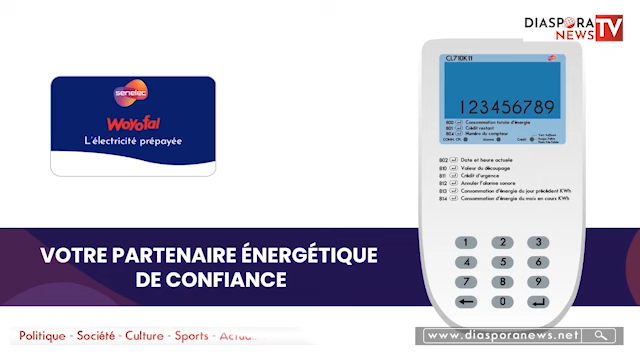 DIASPORA
NEWS TV
senelec
Woyofal
L'électricité prépayée
CL710K11
123456789
800 Consommation totale d'énergie
801 Crédit restant
804 Numéro du compteur
802 Date et heure actuelle
810 Valeur du découpage
811 Crédit d'urgence
812 Annuler l'alarme sonore
813 Consommation d'énergie du jour précédent KWh
814 Consommation d'énergie du mois en cours KWh
1 2 3
4 5 6
7 8 9
0
VOTRE PARTENAIRE ÉNERGÉTIQUE
DE CONFIANCE
Politique - Société - Culture - Sports - Actu
www.diasporanews.net